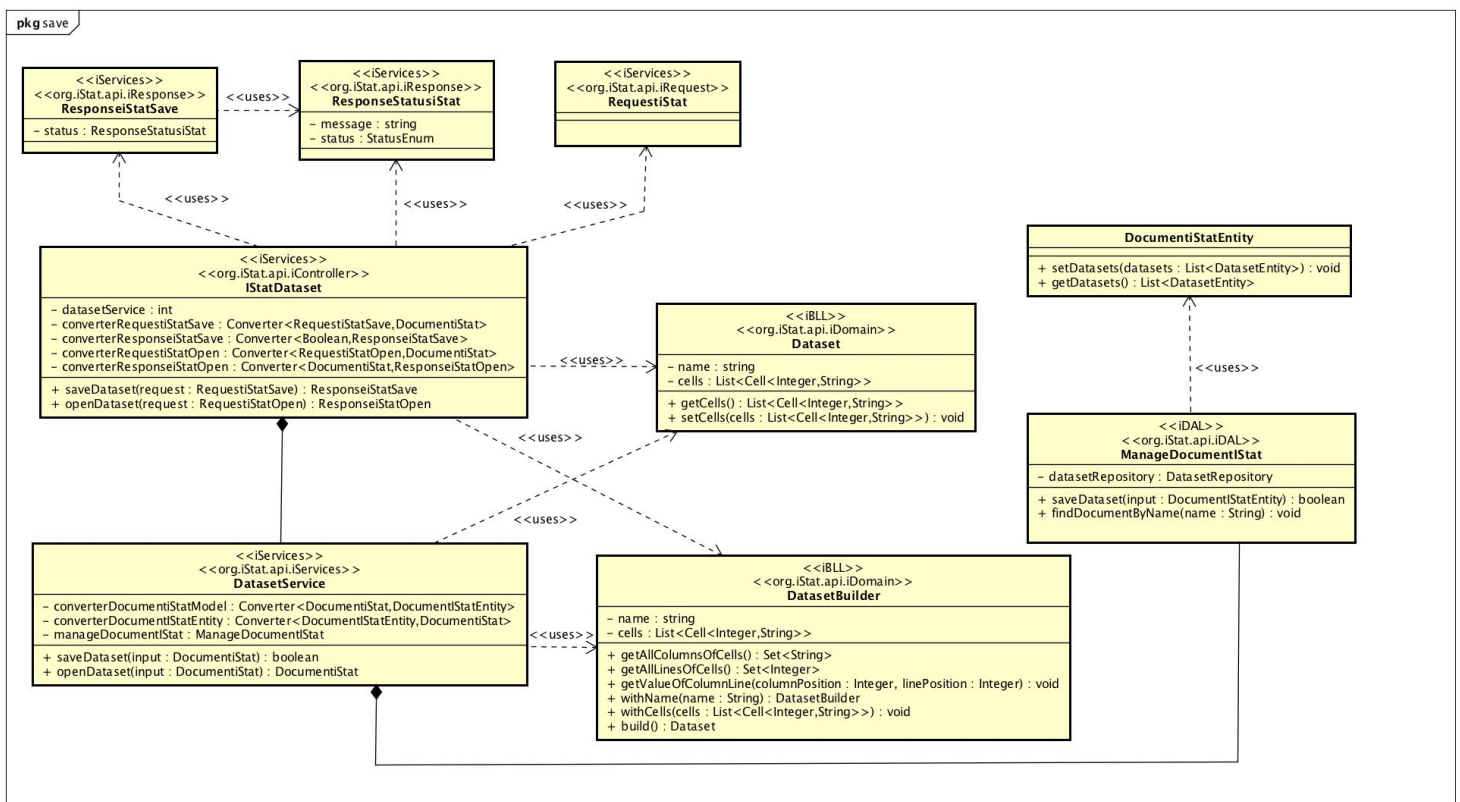 pkg save
<<iServices>>
<<org.iStat.api.iResponse>>
ResponseiStatSave
– status : ResponseStatusiStat
<<uses>>
<<iServices>>
<<org.iStat.api.iResponse>>
ResponseStatusiStat
– message : string
– status : StatusEnum
<<iServices>>
<<org.iStat.api.iRequest>>
RequestiStat
<<uses>>
<<uses>>
<<uses>>
<<iServices>>
<<org.iStat.api.iController>>
IStatDataset
– datasetService : int
– converterRequestiStatSave : Converter<RequestiStatSave,DocumentiStat>
– converterResponseiStatSave : Converter<Boolean,ResponseiStatSave>
– converterRequestiStatOpen : Converter<RequestiStatOpen,DocumentiStat>
– converterResponseiStatOpen : Converter<DocumentiStat,ResponseiStatOpen>
+ saveDataset(request : RequestiStatSave) : ResponseiStatSave
+ openDataset(request : RequestiStatOpen) : ResponseiStatOpen
<<uses>>
<<iBLL>>
<<org.iStat.api.iDomain>>
Dataset
– name : string
– cells : List<Cell<Integer,String>>
+ getCells() : List<Cell<Integer,String>>
+ setCells(cells : List<Cell<Integer,String>>) : void
DocumentiStatEntity
+ setDatasets(datasets : List<DatasetEntity>) : void
+ getDatasets() : List<DatasetEntity>
<<uses>>
<<iDAL>>
<<org.iStat.api.iDAL>>
ManageDocumentIStat
– datasetRepository : DatasetRepository
+ saveDataset(input : DocumentIStatEntity) : boolean
+ findDocumentByName(name : String) : void
<<uses>>
<<uses>>
<<iServices>>
<<org.iStat.api.iServices>>
DatasetService
– converterDocumentiStatModel : Converter<DocumentiStat,DocumentIStatEntity>
– converterDocumentIStatEntity : Converter<DocumentIStatEntity,DocumentiStat>
– manageDocumentIStat : ManageDocumentIStat
+ saveDataset(input : DocumentiStat) : boolean
+ openDataset(input : DocumentiStat) : DocumentiStat
<<uses>>
<<iBLL>>
<<org.iStat.api.iDomain>>
DatasetBuilder
– name : string
– cells : List<Cell<Integer,String>>
+ getAllColumnsOfCells() : Set<String>
+ getAllLinesOfCells() : Set<Integer>
+ getValueOfColumnLine(columnPosition : Integer, linePosition : Integer) : void
+ withName(name : String) : DatasetBuilder
+ withCells(cells : List<Cell<Integer,String>>) : void
+ build() : Dataset